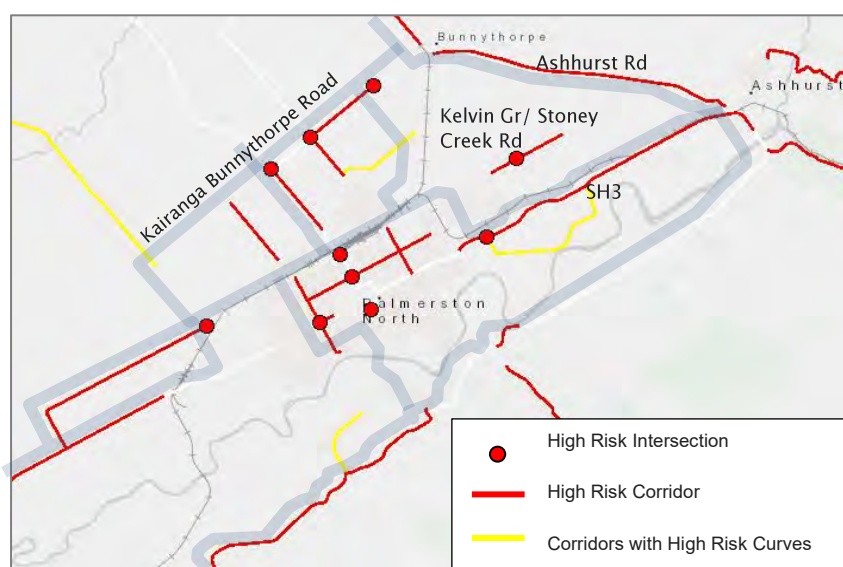 Bunnythorpe
Ashhurst Rd
Ashhurst
Kairanga Bunnythorpe Road
Kelvin Gr/ Stoney
Creek Rd
SH3
Palmerston
North
High Risk Intersection
High Risk Corridor
Corridors with High Risk Curves